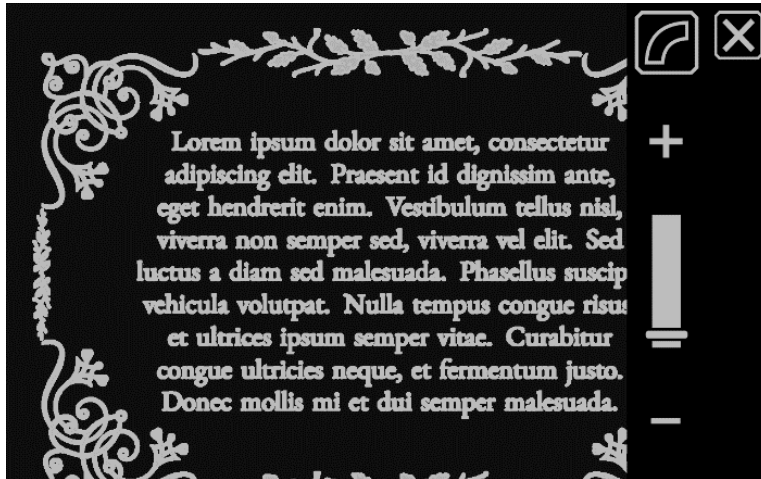 Lorem ipsum dolor sit amet, consectetur
adipiscing elit. Praesent id dignissim ante,
eget hendrerit enim. Vestibulum tellus nisl,
viverra non semper sed, viverra vel elit. Sed
luctus a diam sed malesuada. Phasellus suscip
vehicula volutpat. Nulla tempus congue risus
et ultrices ipsum semper vitae. Curabitur
congue ultricies neque, et fermentum justo.
Donec mollis mi et dui semper malesuada.